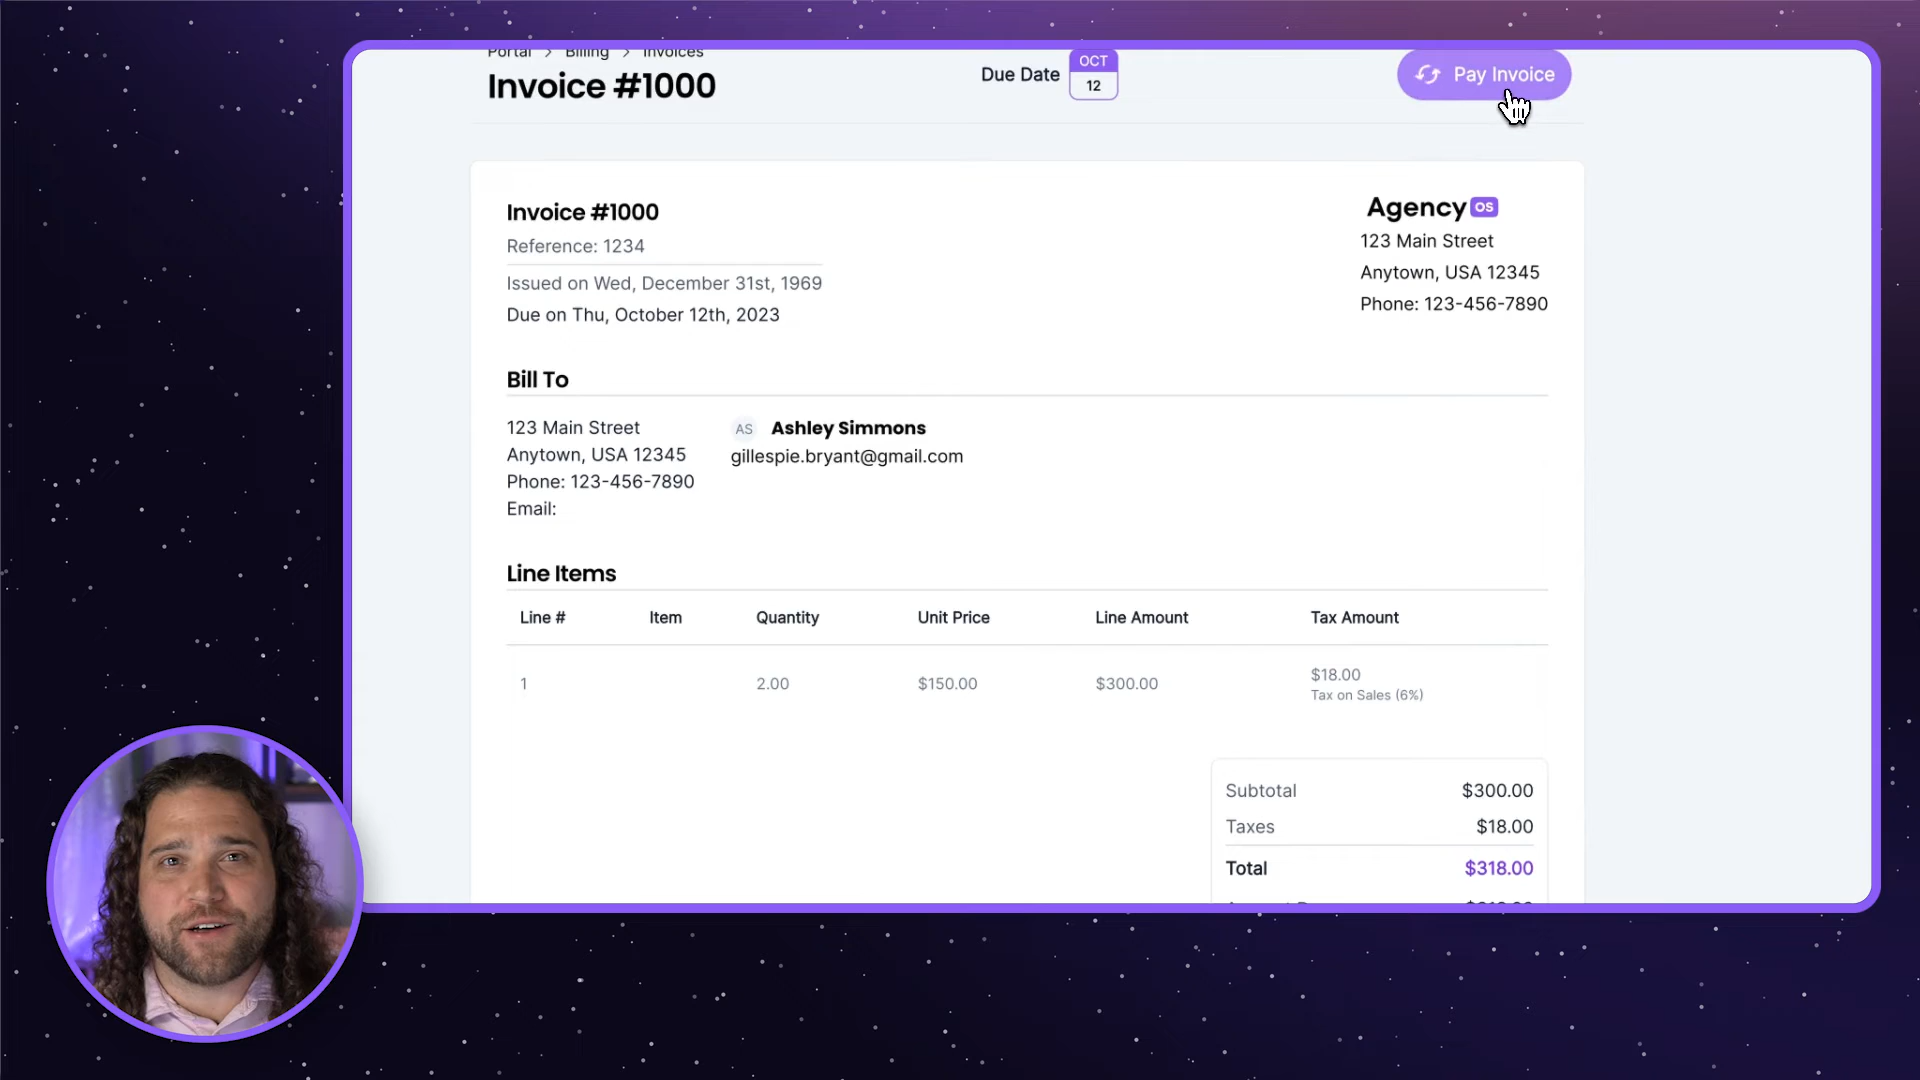 Portal > Billing > Invoices
Invoice #1000
Due Date
OCT
12
Pay Invoice
Invoice #1000
Reference: 1234
Issued on Wed, December 31st, 1969
Due on Thu, October 12th, 2023
Agency OS
123 Main Street
Anytown, USA 12345
Phone: 123-456-7890
Bill To
123 Main Street
Anytown, USA 12345
Phone: 123-456-7890
Email:
AS Ashley Simmons
gillespie.bryant@gmail.com
Line Items
Line # Item Quantity Unit Price Line Amount Tax Amount
1 2.00 $150.00 $300.00 $18.00
Tax on Sales (6%)
Subtotal $300.00
Taxes $18.00
Total $318.00